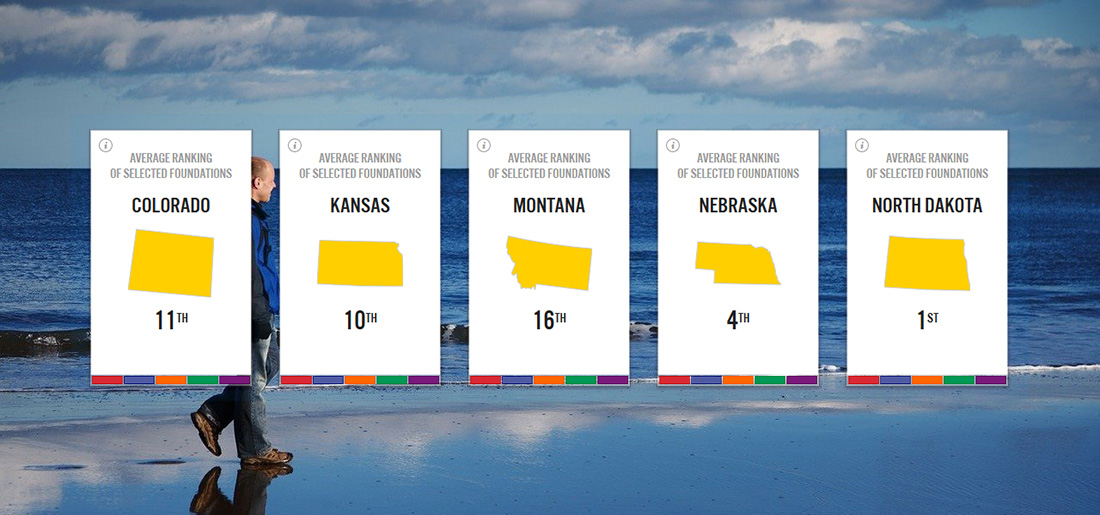 AVERAGE RANKING
OF SELECTED FOUNDATIONS
COLORADO
11TH
AVERAGE RANKING
OF SELECTED FOUNDATIONS
KANSAS
10TH
AVERAGE RANKING
OF SELECTED FOUNDATIONS
MONTANA
16TH
AVERAGE RANKING
OF SELECTED FOUNDATIONS
NEBRASKA
4TH
AVERAGE RANKING
OF SELECTED FOUNDATIONS
NORTH DAKOTA
1ST